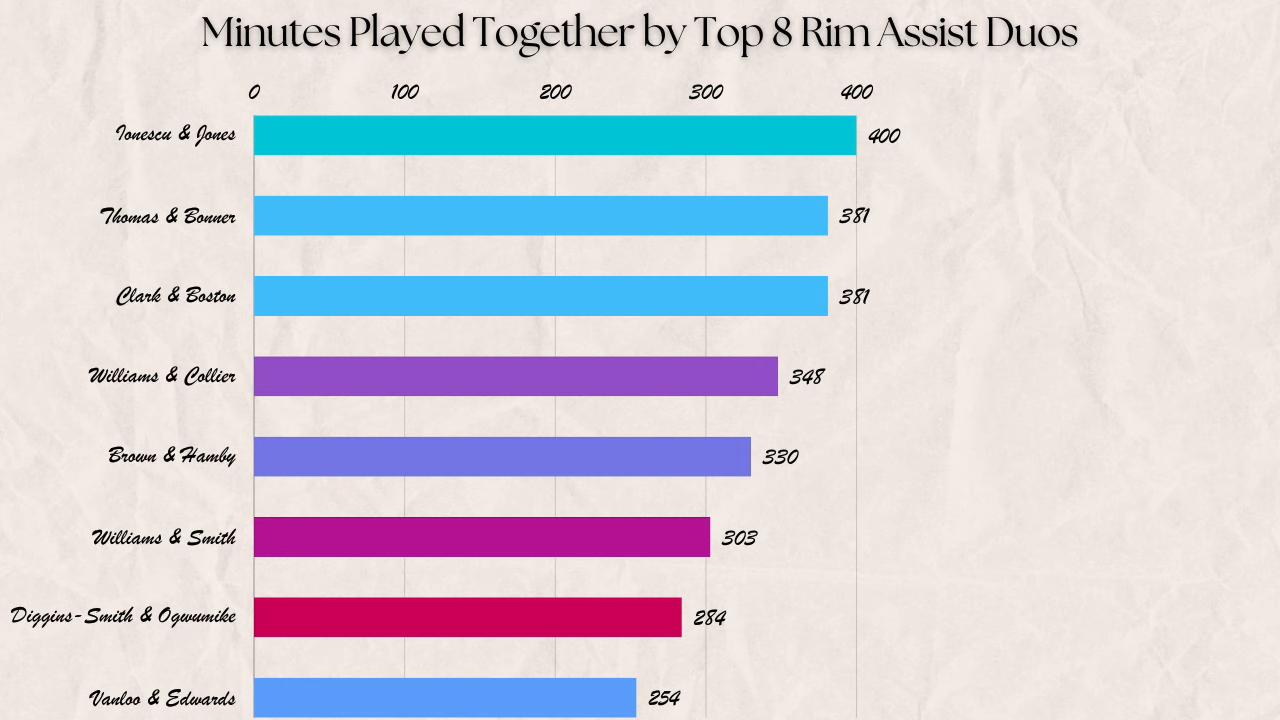 Minutes Played Together by Top 8 Rim Assist Duos
0 100 200 300 400
Ionescu & Jones 400
Thomas & Bonner 381
Clark & Boston 381
Williams & Collier 348
Brown & Hamby 330
Williams & Smith 303
Diggins-Smith & Ogwumike 284
Vanloo & Edwards 254